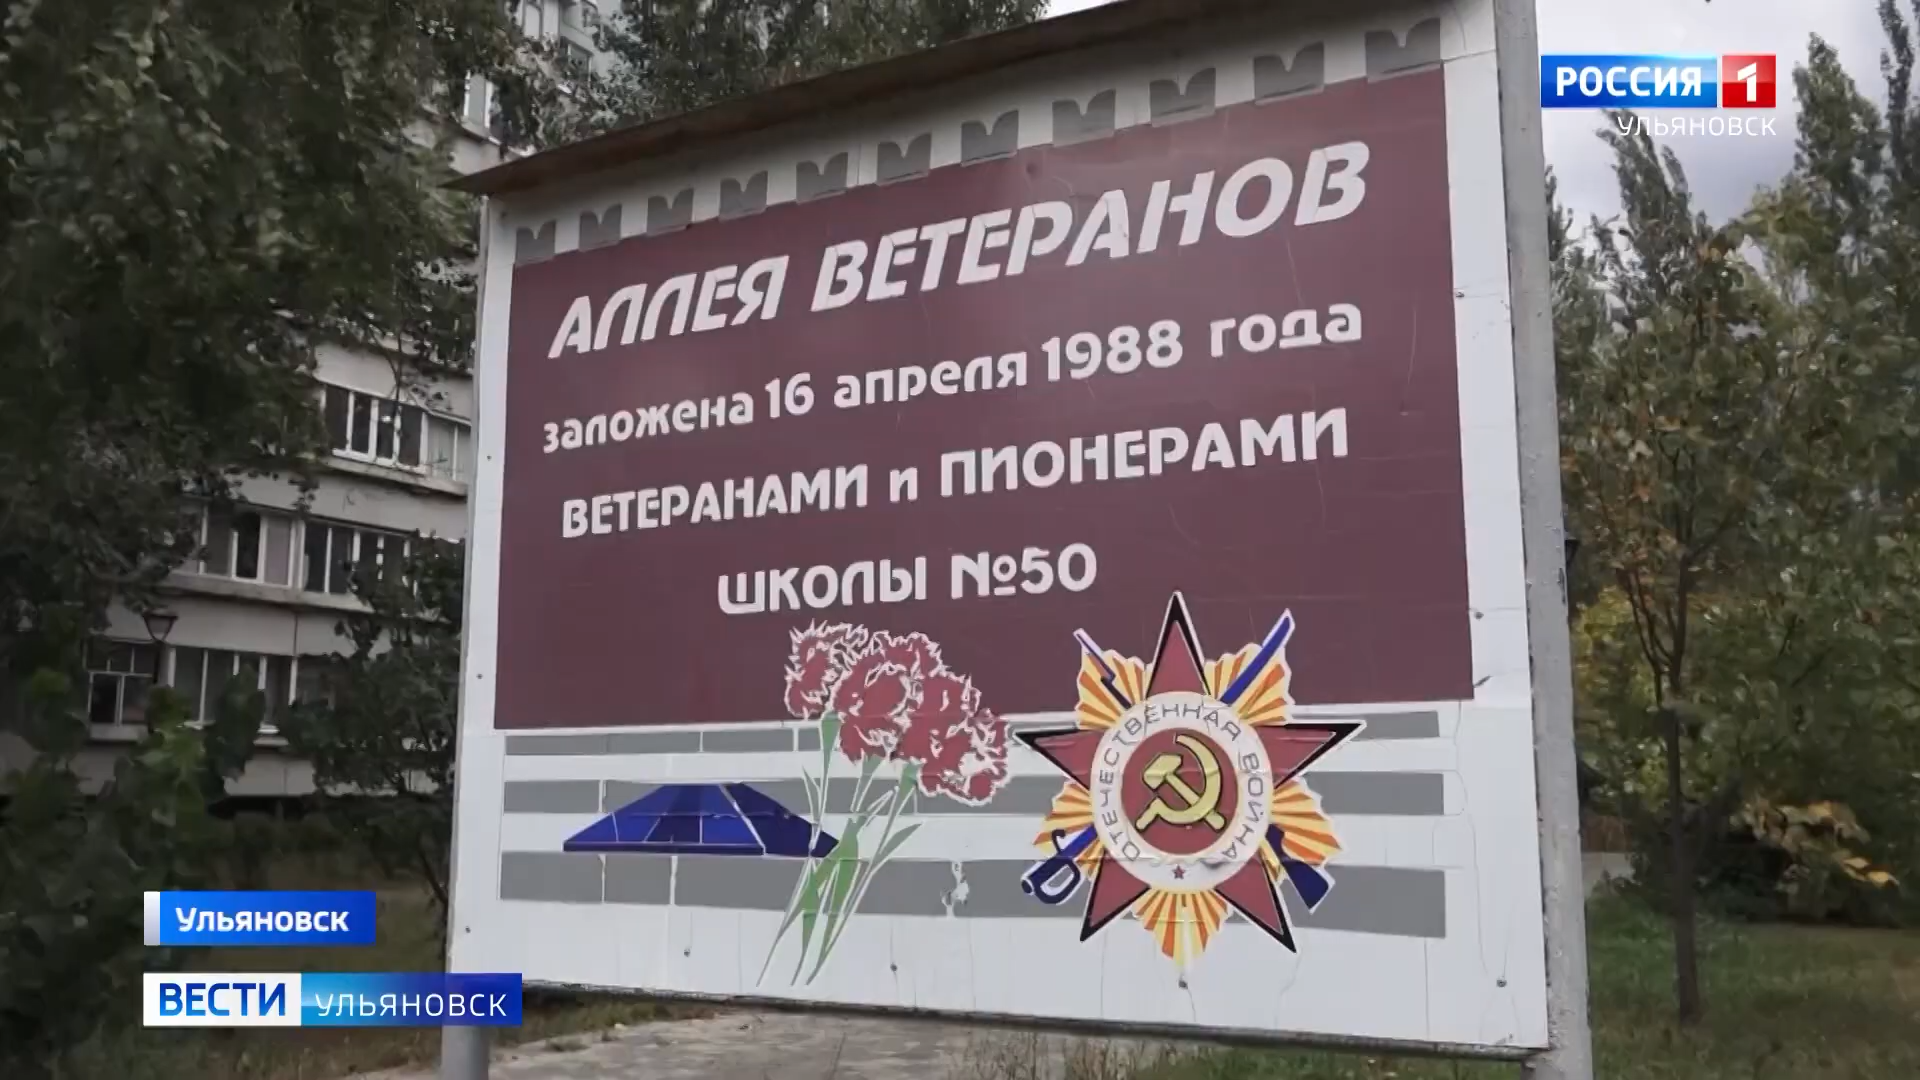 РОССИЯ 1
УЛЬЯНОВСК
АЛЛЕЯ ВЕТЕРАНОВ
заложена 16 апреля 1988 года
ВЕТЕРАНАМИ и ПИОНЕРАМИ
ШКОЛЫ №50
ОТЕЧЕСТВЕННАЯ ВОЙНА
Ульяновск
ВЕСТИ УЛЬЯНОВСК